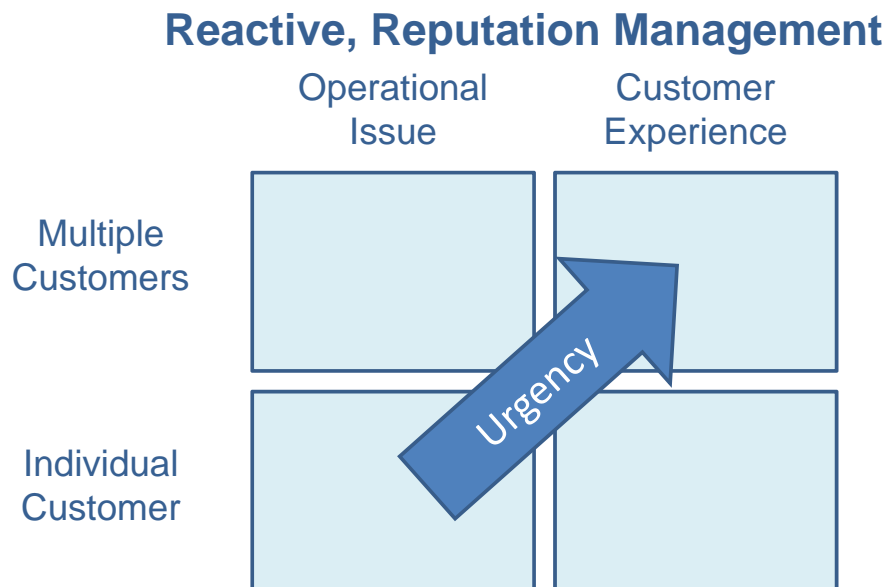 Reactive, Reputation Management
Operational
Issue
Customer
Experience
Multiple
Customers
Urgency
Individual
Customer